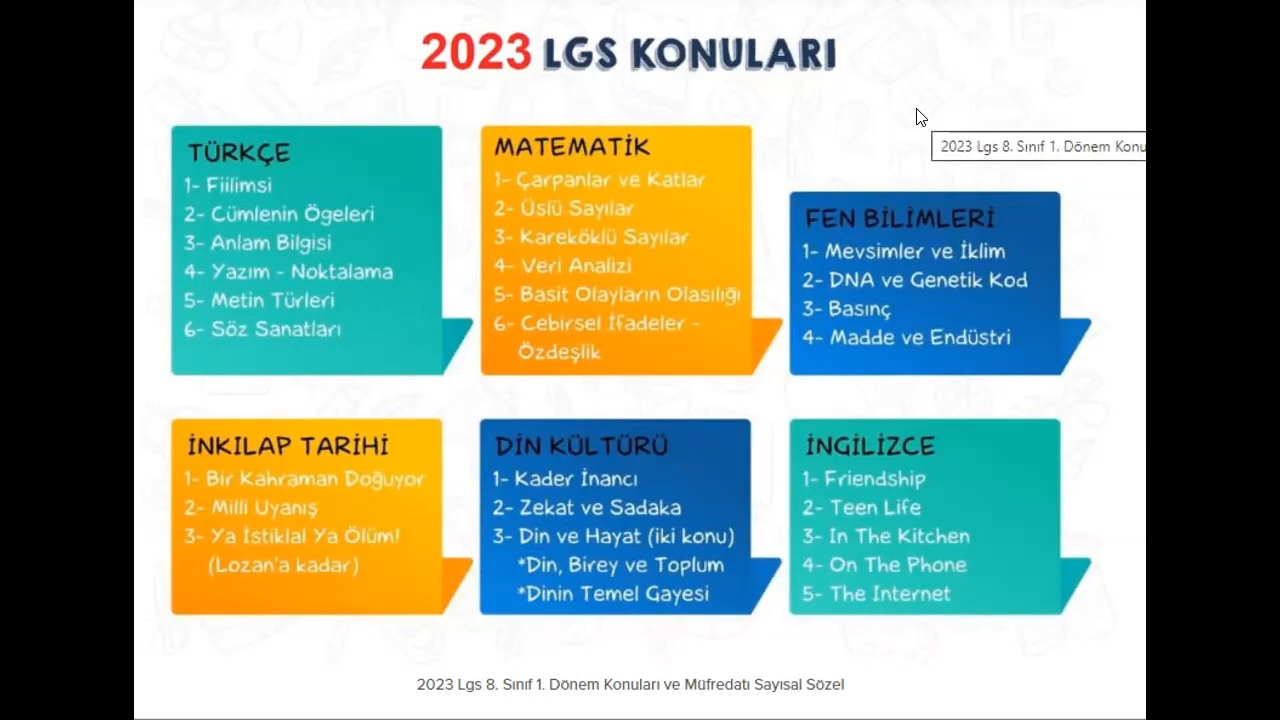 2023 LGS KONULARI
2023 Lgs 8. Sınıf 1. Dönem Konu
TÜRKÇE
1- Fiilimsi
2- Cümlenin Ögeleri
3- Anlam Bilgisi
4- Yazım - Noktalama
5- Metin Türleri
6- Söz Sanatları
MATEMATİK
1- Çarpanlar ve Katlar
2- Üslü Sayılar
3- Kareköklü Sayılar
4- Veri Analizi
5- Basit Olayların Olasılığı
6- Cebirsel İfadeler -
Özdeşlik
FEN BİLİMLERİ
1- Mevsimler ve İklim
2- DNA ve Genetik Kod
3- Basınç
4- Madde ve Endüstri
İNKILAP TARİHİ
1- Bir Kahraman Doğuyor
2- Milli Uyanış
3- Ya İstiklal Ya Ölüm!
(Lozan'a kadar)
DİN KÜLTÜRÜ
1- Kader İnancı
2- Zekat ve Sadaka
3- Din ve Hayat (iki konu)
*Din, Birey ve Toplum
*Dinin Temel Gayesi
İNGİLİZCE
1- Friendship
2- Teen Life
3- In The Kitchen
4- On The Phone
5- The Internet
2023 Lgs 8. Sınıf 1. Dönem Konuları ve Müfredatı Sayısal Sözel